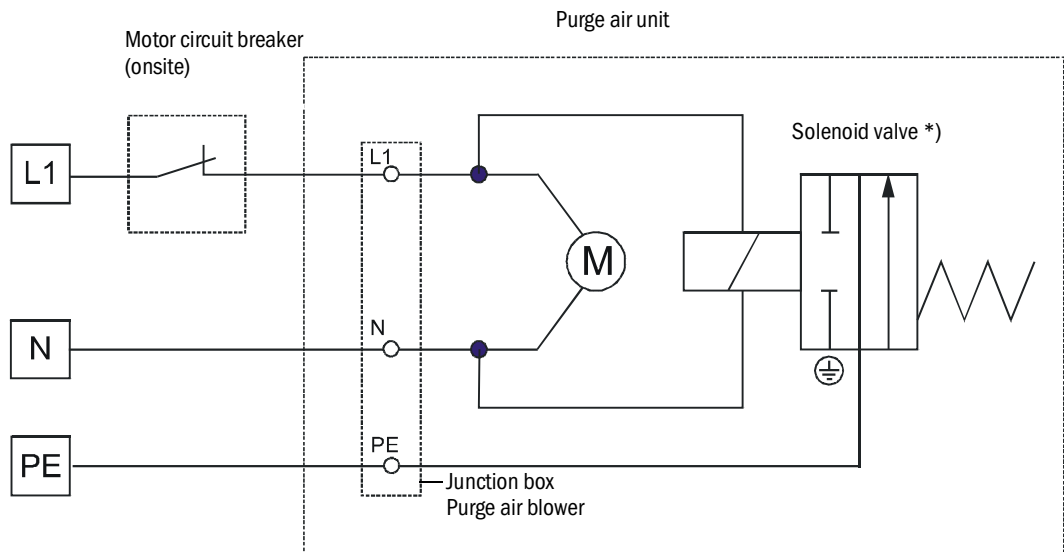 Purge air unit
Motor circuit breaker
(onsite)
Solenoid valve *)
L1
L1
M
N
N
PE
PE
Junction box
Purge air blower